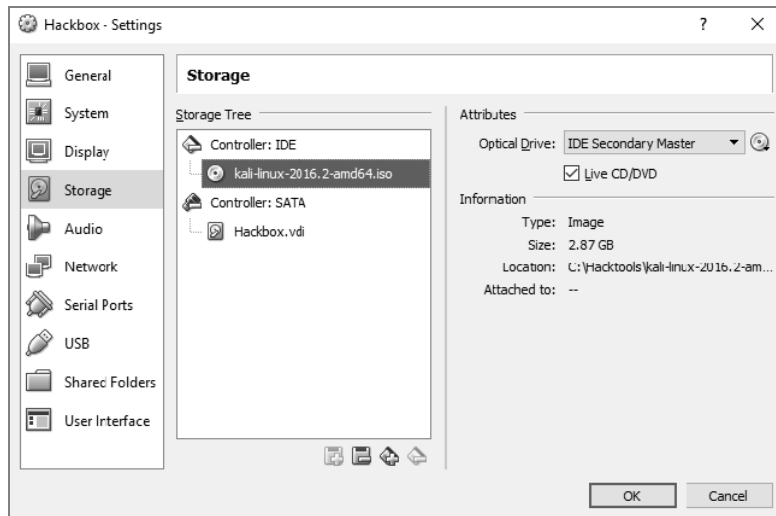 Hackbox - Settings
? X
General
System
Display
Storage
Audio
Network
Serial Ports
USB
Shared Folders
User Interface
Storage
Storage Tree
Controller: IDE
kali-linux-2016.2-amd64.iso
Controller: SATA
Hackbox.vdi
Attributes
Optical Drive: IDE Secondary Master
Live CD/DVD
Information
Type: Image
Size: 2.87 GB
Location: C:\Hacktools\kali-linux-2016.2-am...
Attached to: --
OK Cancel